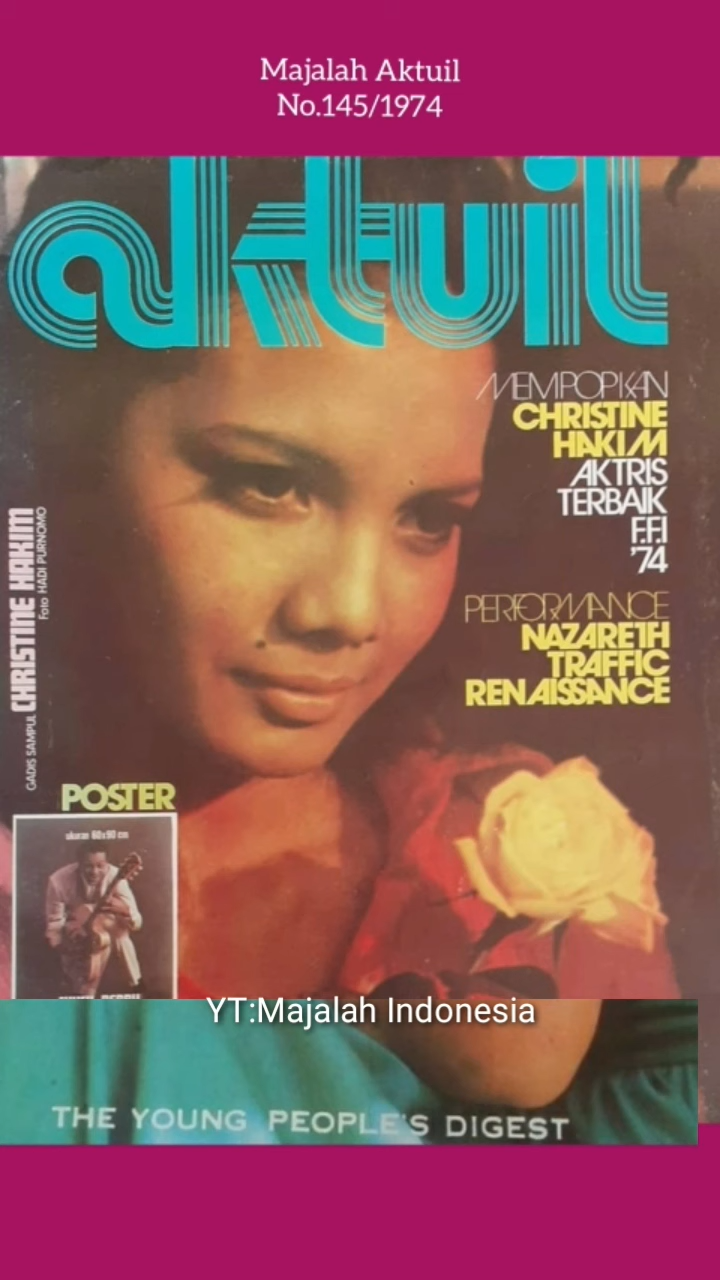 Majalah Aktuil
No.145/1974
aktuil
MEMPOPKAN
CHRISTINE
HAKIM
AKTRIS
TERBAIK
F.F.I
'74
PERFORMANCE
NAZARETH
TRAFFIC
RENAISSANCE
GADIS SAMPUL CHRISTINE HAKIM
Foto HADI PURNOMO
POSTER
ukuran 60x90 cm
YT:Majalah Indonesia
THE YOUNG PEOPLE'S DIGEST